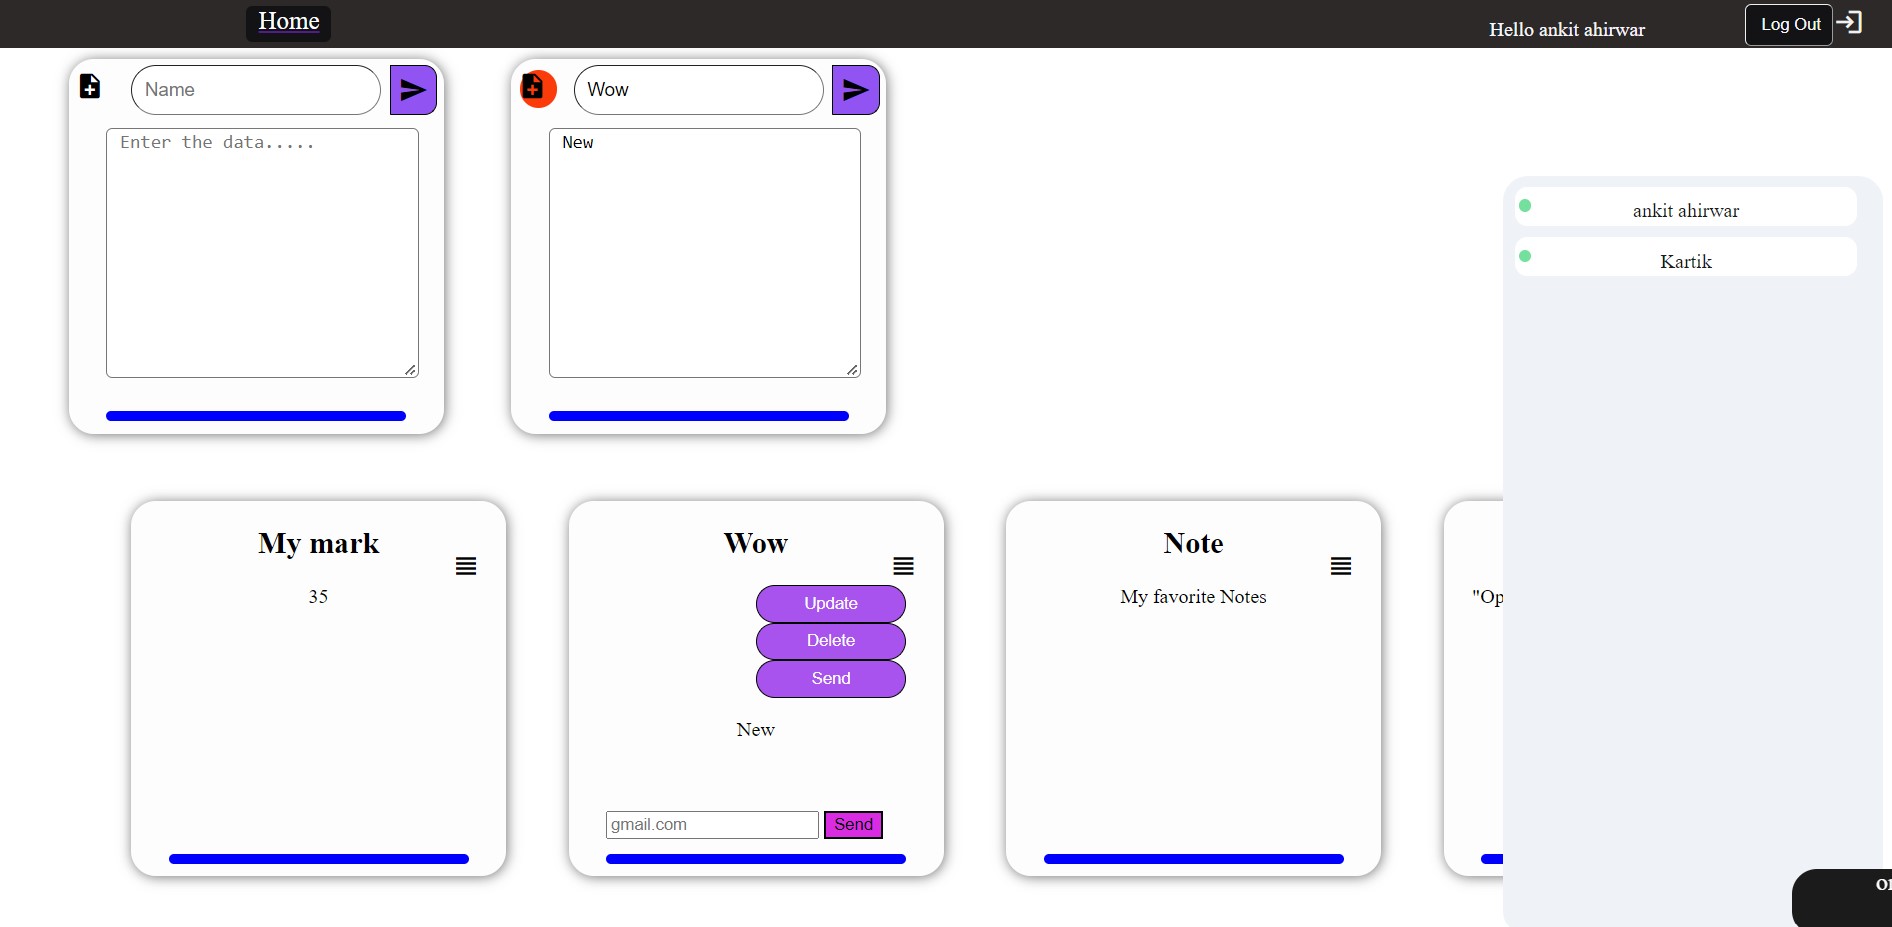 Home
Hello ankit ahirwar
Log Out
Name
Enter the data.....
Wow
New
ankit ahirwar
Kartik
My mark
35
Wow
Update
Delete
Send
New
gmail.com
Send
Note
My favorite Notes
"Op